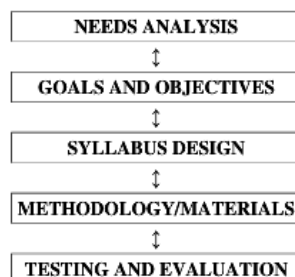 NEEDS ANALYSIS
GOALS AND OBJECTIVES
SYLLABUS DESIGN
METHODOLOGY/MATERIALS
TESTING AND EVALUATION